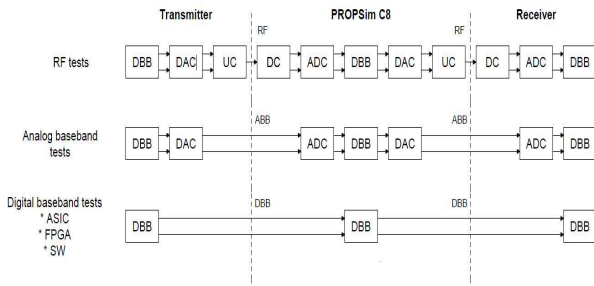 Transmitter PROPSim C8 Receiver
RF RF
RF tests DBB DAC UC DC ADC DBB DAC UC DC ADC DBB
ABB ABB
Analog baseband
tests
DBB DAC ADC DBB DAC ADC DBB
Digital baseband tests
* ASIC
* FPGA
* SW
DBB DBB
DBB DBB DBB